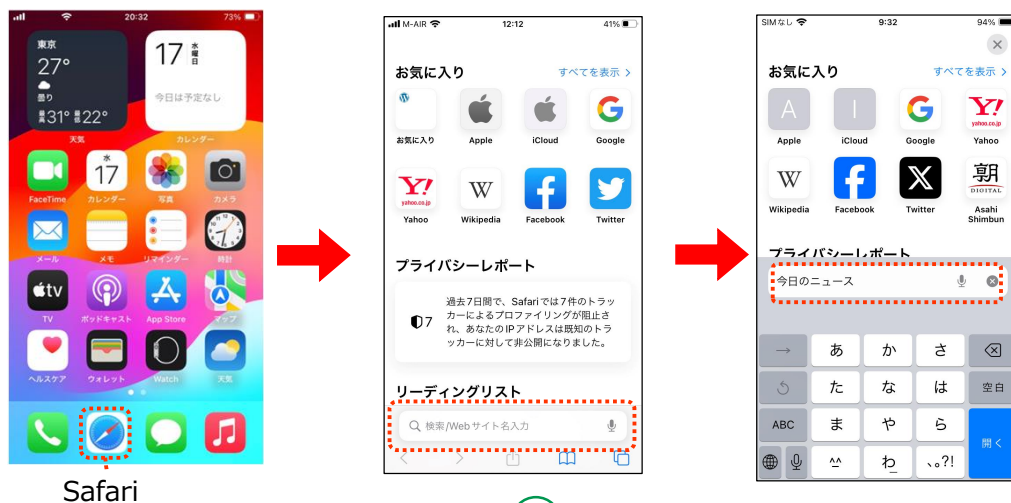 20:32
73%
東京
27°
曇り
最高31° 最低22°
天気
17 水曜日
今日は予定なし
カレンダー
水
17
FaceTime
カレンダー
写真
カメラ
メール
メモ
リマインダー
時計
tv
TV
ポッドキャスト
App Store
マップ
ヘルスケア
ウォレット
Watch
天気
Safari
M-AIR
12:12
41%
お気に入り
すべてを表示 >
お気に入り
Apple
iCloud
Google
Y!
yahoo.co.jp
W
Yahoo
Wikipedia
Facebook
Twitter
プライバシーレポート
7
過去7日間で、Safariでは7件のトラッ
カーによるプロファイリングが阻止さ
れ、あなたのIPアドレスは既知のトラ
ッカーに対して非公開になりました。
リーディングリスト
検索/Webサイト名入力
SIMなし
9:32
94%
お気に入り
すべてを表示 >
A
I
Y!
yahoo.co.jp
Apple
iCloud
Google
Yahoo
W
朝
DIGITAL
Wikipedia
Facebook
Twitter
Asahi
Shimbun
プライバシーレポート
今日のニュース
→ あ か さ
た な は 空白
ABC ま や ら
^^ わ 、。?!
開く